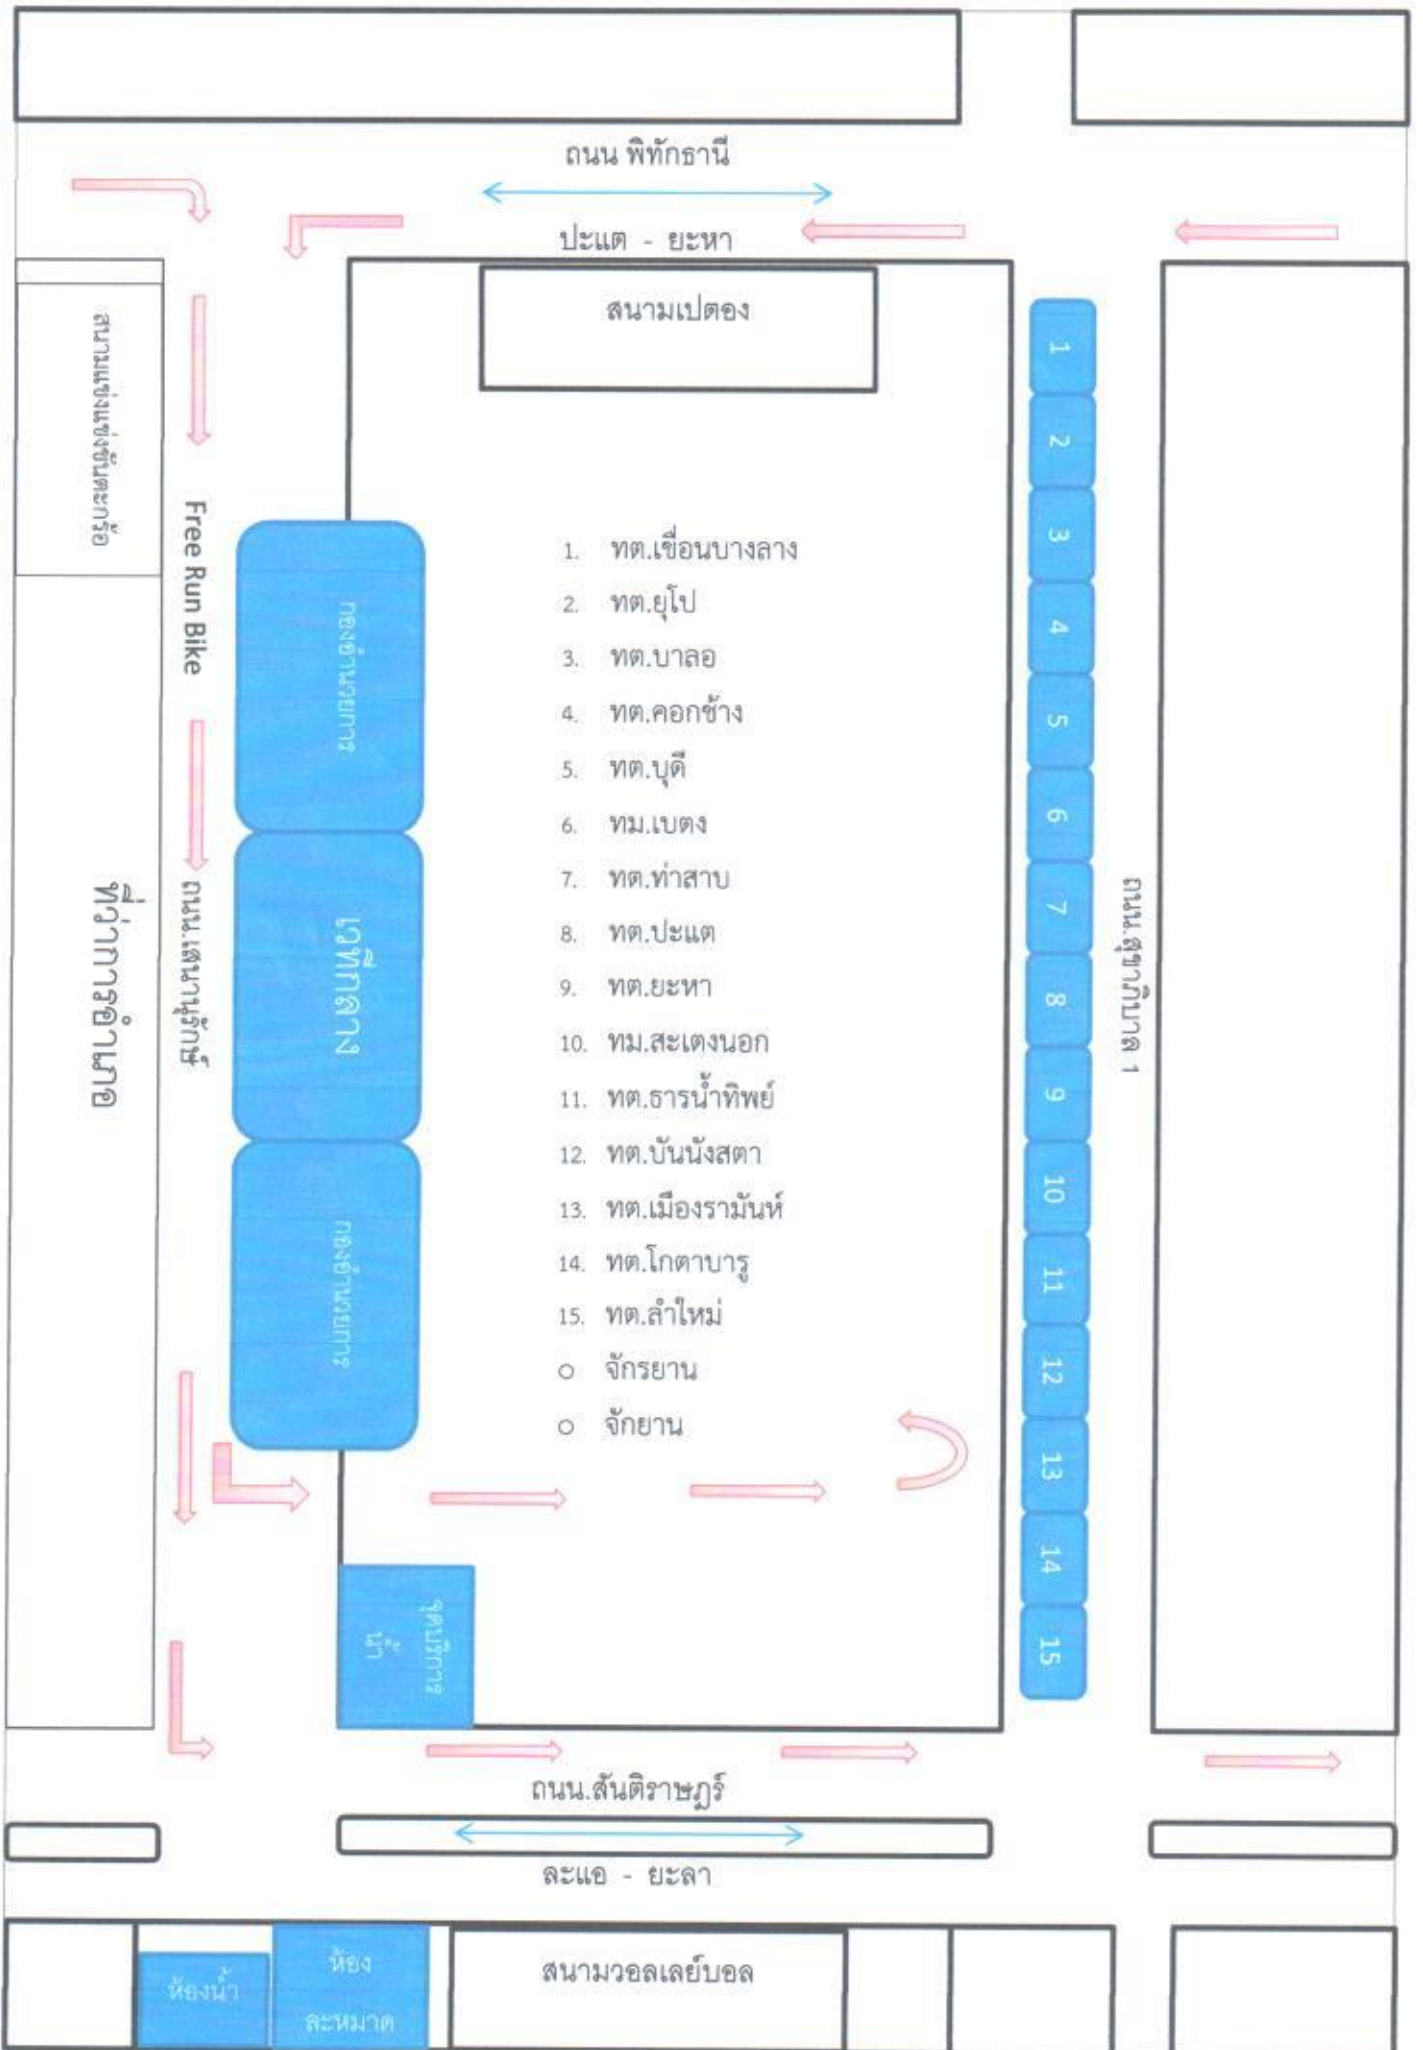 ถนน พิทักธานี
ปะแต - ยะหา
สนามเปตอง
สนามแข่งแข่งขันตะกร้อ
Free Run Bike
ถนน.เสนานุรักษ์
ที่ว่าการอำเภอ
กองอำนวยการ
เวทีกลาง
กองอำนวยการ
1. ทต.เขื่อนบางลาง
2. ทต.ยุโป
3. ทต.บาลอ
4. ทต.คอกช้าง
5. ทต.บุดี
6. ทม.เบตง
7. ทต.ท่าสาบ
8. ทต.ปะแต
9. ทต.ยะหา
10. ทม.สะเตงนอก
11. ทต.ธารน้ำทิพย์
12. ทต.บันนังสตา
13. ทต.เมืองรามันห์
14. ทต.โกตาบารู
15. ทต.ลำใหม่
○ จักรยาน
○ จักยาน
1
2
3
4
5
6
7
8
9
10
11
12
13
14
15
ถนน.สุขาภิบาล 1
จุดบริการ
น้ำ
ถนน.สันติราษฎร์
ละแอ - ยะลา
ห้องน้ำ
ห้อง
ละหมาด
สนามวอลเลย์บอล